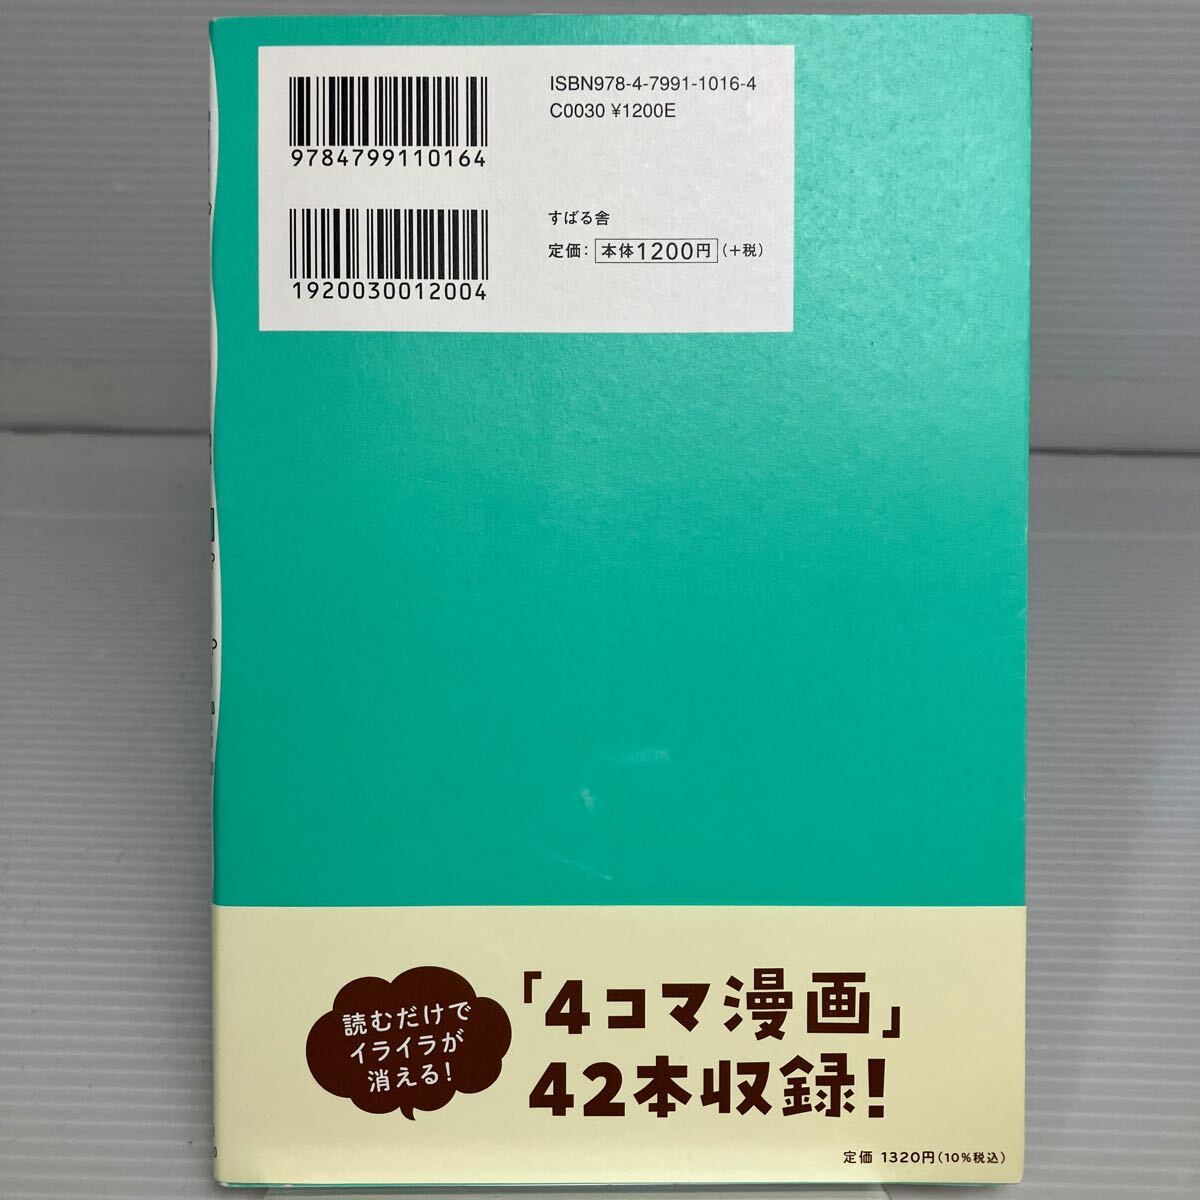 ISBN978-4-7991-1016-4
C0030 ¥1200E
9784799110164
すばる舎
定価：本体1200円(+税)
1920030012004
読むだけで
イライラが
消える!
「4コマ漫画」
42本収録!
定価 1320円(10%税込)